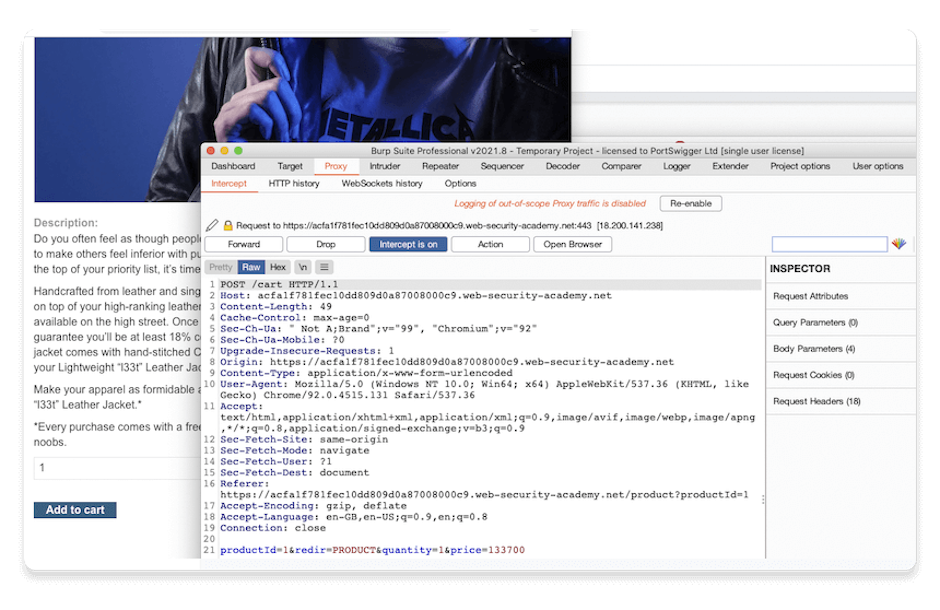 METALLICA
Burp Suite Professional v2021.8 - Temporary Project - licensed to PortSwigger Ltd [single user license]
Dashboard Target Proxy Intruder Repeater Sequencer Decoder Comparer Logger Extender Project options User options
Intercept HTTP history WebSockets history Options
Logging of out-of-scope Proxy traffic is disabled Re-enable
Request to https://acfa1f781fec10dd809d0a87008000c9.web-security-academy.net:443 [18.200.141.238]
Forward Drop Intercept is on Action Open Browser
Pretty Raw Hex \n
1 POST /cart HTTP/1.1
2 Host: acfa1f781fec10dd809d0a87008000c9.web-security-academy.net
3 Content-Length: 49
4 Cache-Control: max-age=0
5 Sec-Ch-Ua: " Not A;Brand";v="99", "Chromium";v="92"
6 Sec-Ch-Ua-Mobile: ?0
7 Upgrade-Insecure-Requests: 1
8 Origin: https://acfa1f781fec10dd809d0a87008000c9.web-security-academy.net
9 Content-Type: application/x-www-form-urlencoded
10 User-Agent: Mozilla/5.0 (Windows NT 10.0; Win64; x64) AppleWebKit/537.36 (KHTML, like
Gecko) Chrome/92.0.4515.131 Safari/537.36
11 Accept:
text/html,application/xhtml+xml,application/xml;q=0.9,image/avif,image/webp,image/apng
,*/*;q=0.8,application/signed-exchange;v=b3;q=0.9
12 Sec-Fetch-Site: same-origin
13 Sec-Fetch-Mode: navigate
14 Sec-Fetch-User: ?1
15 Sec-Fetch-Dest: document
16 Referer:
https://acfa1f781fec10dd809d0a87008000c9.web-security-academy.net/product?productId=1
17 Accept-Encoding: gzip, deflate
18 Accept-Language: en-GB,en-US;q=0.9,en;q=0.8
19 Connection: close
20
21 productId=1&redir=PRODUCT&quantity=1&price=133700
INSPECTOR
Request Attributes
Query Parameters (0)
Body Parameters (4)
Request Cookies (0)
Request Headers (18)
Description:
Do you often feel as though people
to make others feel inferior with pu
the top of your priority list, it's time
Handcrafted from leather and sing
on top of your high-ranking leather
available on the high street. Once
guarantee you'll be at least 18% c
jacket comes with hand-stitched C
your Lightweight "l33t" Leather Jac
Make your apparel as formidable a
"l33t" Leather Jacket.*
*Every purchase comes with a free
noobs.
1
Add to cart